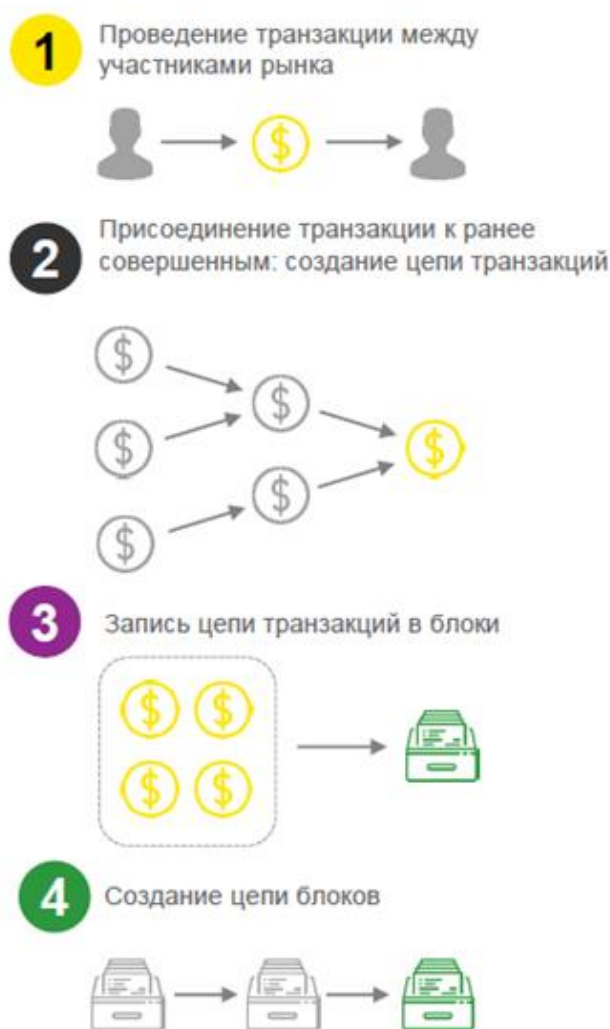 1
Проведение транзакции между
участниками рынка
$
2
Присоединение транзакции к ранее
совершенным: создание цепи транзакций
$
$
$
$
$
$
3
Запись цепи транзакций в блоки
$ $
$ $
4
Создание цепи блоков